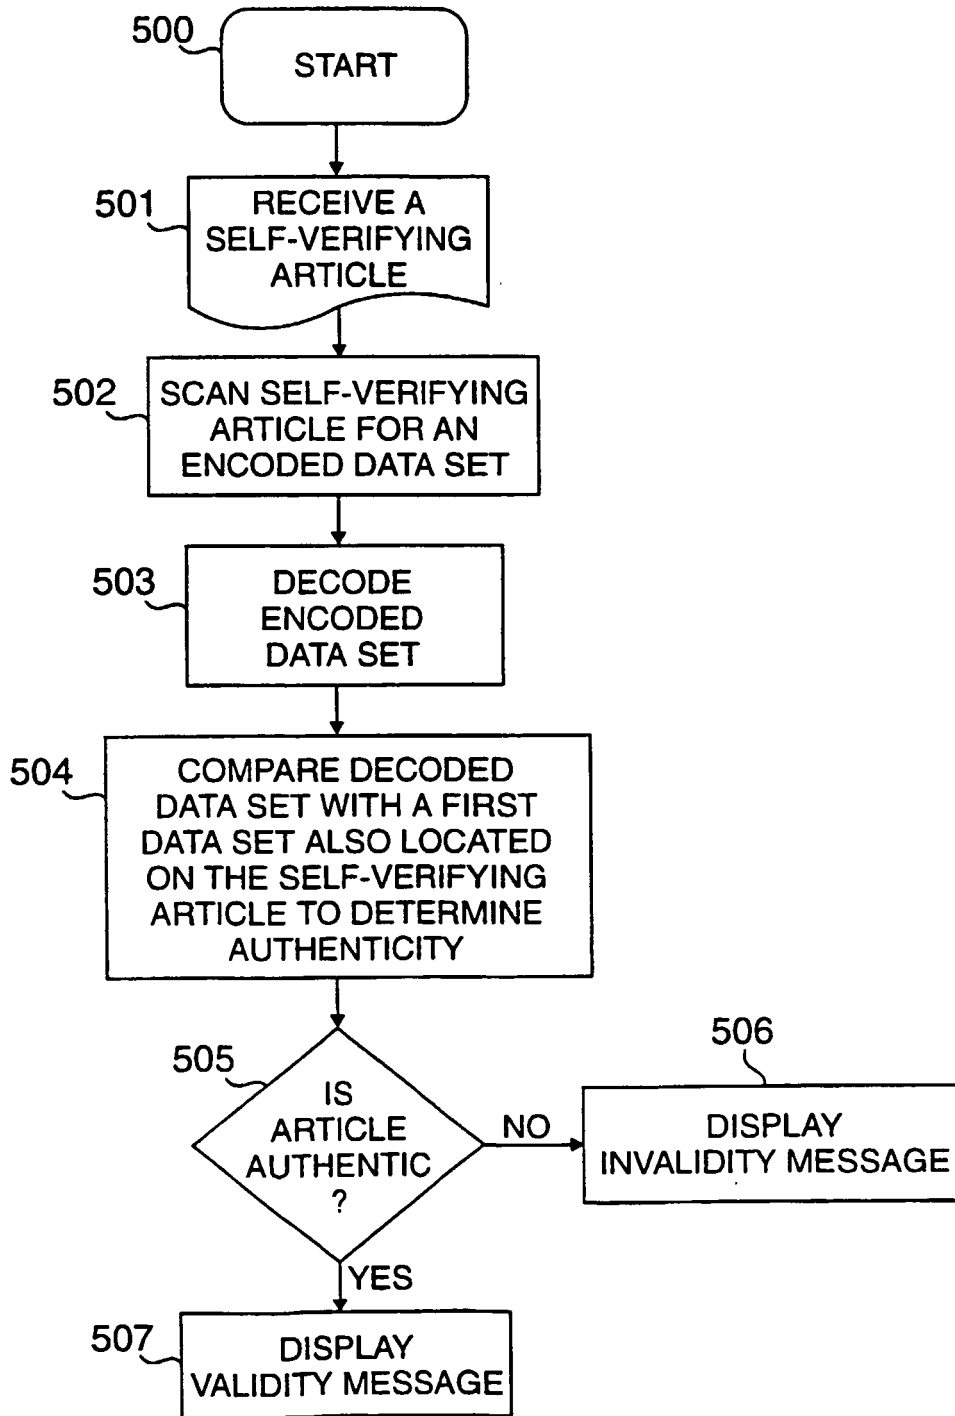 500
START
501
RECEIVE A
SELF-VERIFYING
ARTICLE
502
SCAN SELF-VERIFYING
ARTICLE FOR AN
ENCODED DATA SET
503
DECODE
ENCODED
DATA SET
504
COMPARE DECODED
DATA SET WITH A FIRST
DATA SET ALSO LOCATED
ON THE SELF-VERIFYING
ARTICLE TO DETERMINE
AUTHENTICITY
505
IS
ARTICLE
AUTHENTIC
?
NO
506
DISPLAY
INVALIDITY MESSAGE
YES
507
DISPLAY
VALIDITY MESSAGE